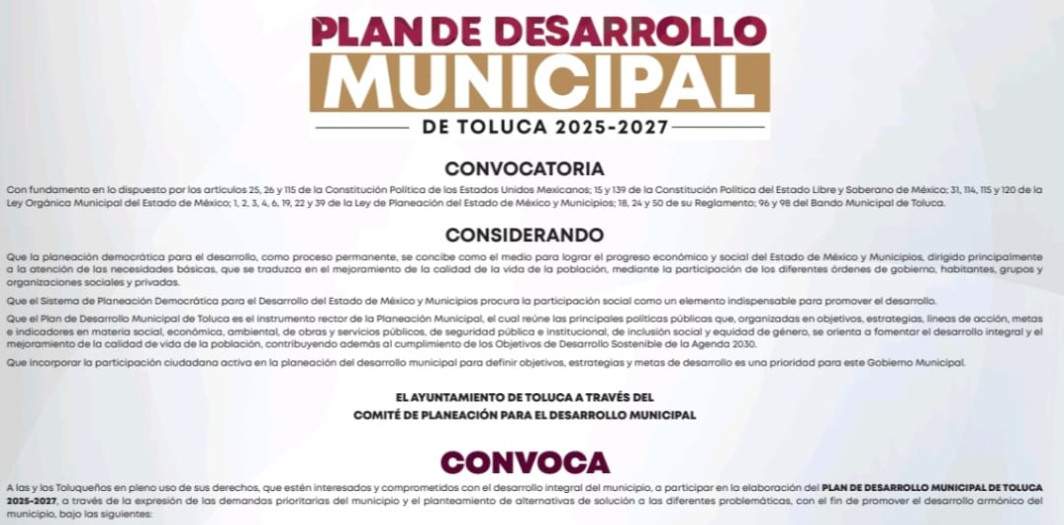 PLAN DE DESARROLLO
MUNICIPAL
DE TOLUCA 2025-2027
CONVOCATORIA
Con fundamento en lo dispuesto por los artículos 25, 26 y 115 de la Constitución Política de los Estados Unidos Mexicanos; 15 y 139 de la Constitución Política del Estado Libre y Soberano de México; 31, 114, 115 y 120 de la
Ley Orgánica Municipal del Estado de México; 1, 2, 3, 4, 6, 19, 22 y 39 de la Ley de Planeación del Estado de México y Municipios; 18, 24 y 50 de su Reglamento; 96 y 98 del Bando Municipal de Toluca.
CONSIDERANDO
Que la planeación democrática para el desarrollo, como proceso permanente, se concibe como el medio para lograr el progreso económico y social del Estado de México y Municipios, dirigido principalmente
a la atención de las necesidades básicas, que se traduzca en el mejoramiento de la calidad de la vida de la población, mediante la participación de los diferentes órdenes de gobierno, habitantes, grupos y
organizaciones sociales y privadas.
Que el Sistema de Planeación Democrática para el Desarrollo del Estado de México y Municipios procura la participación social como un elemento indispensable para promover el desarrollo.
Que el Plan de Desarrollo Municipal de Toluca es el instrumento rector de la Planeación Municipal, el cual reúne las principales políticas públicas que, organizadas en objetivos, estrategias, líneas de acción, metas
e indicadores en materia social, económica, ambiental, de obras y servicios públicos, de seguridad pública e institucional, de inclusión social y equidad de género, se orienta a fomentar el desarrollo integral y el
mejoramiento de la calidad de vida de la población, contribuyendo además al cumplimiento de los Objetivos de Desarrollo Sostenible de la Agenda 2030.
Que incorporar la participación ciudadana activa en la planeación del desarrollo municipal para definir objetivos, estrategias y metas de desarrollo es una prioridad para este Gobierno Municipal.
EL AYUNTAMIENTO DE TOLUCA A TRAVÉS DEL
COMITÉ DE PLANEACIÓN PARA EL DESARROLLO MUNICIPAL
CONVOCA
A las y los Toluqueños en pleno uso de sus derechos, que estén interesados y comprometidos con el desarrollo integral del municipio, a participar en la elaboración del PLAN DE DESARROLLO MUNICIPAL DE TOLUCA
2025-2027, a través de la expresión de las demandas prioritarias del municipio y el planteamiento de alternativas de solución a las diferentes problemáticas, con el fin de promover el desarrollo armónico del
municipio, bajo las siguientes: